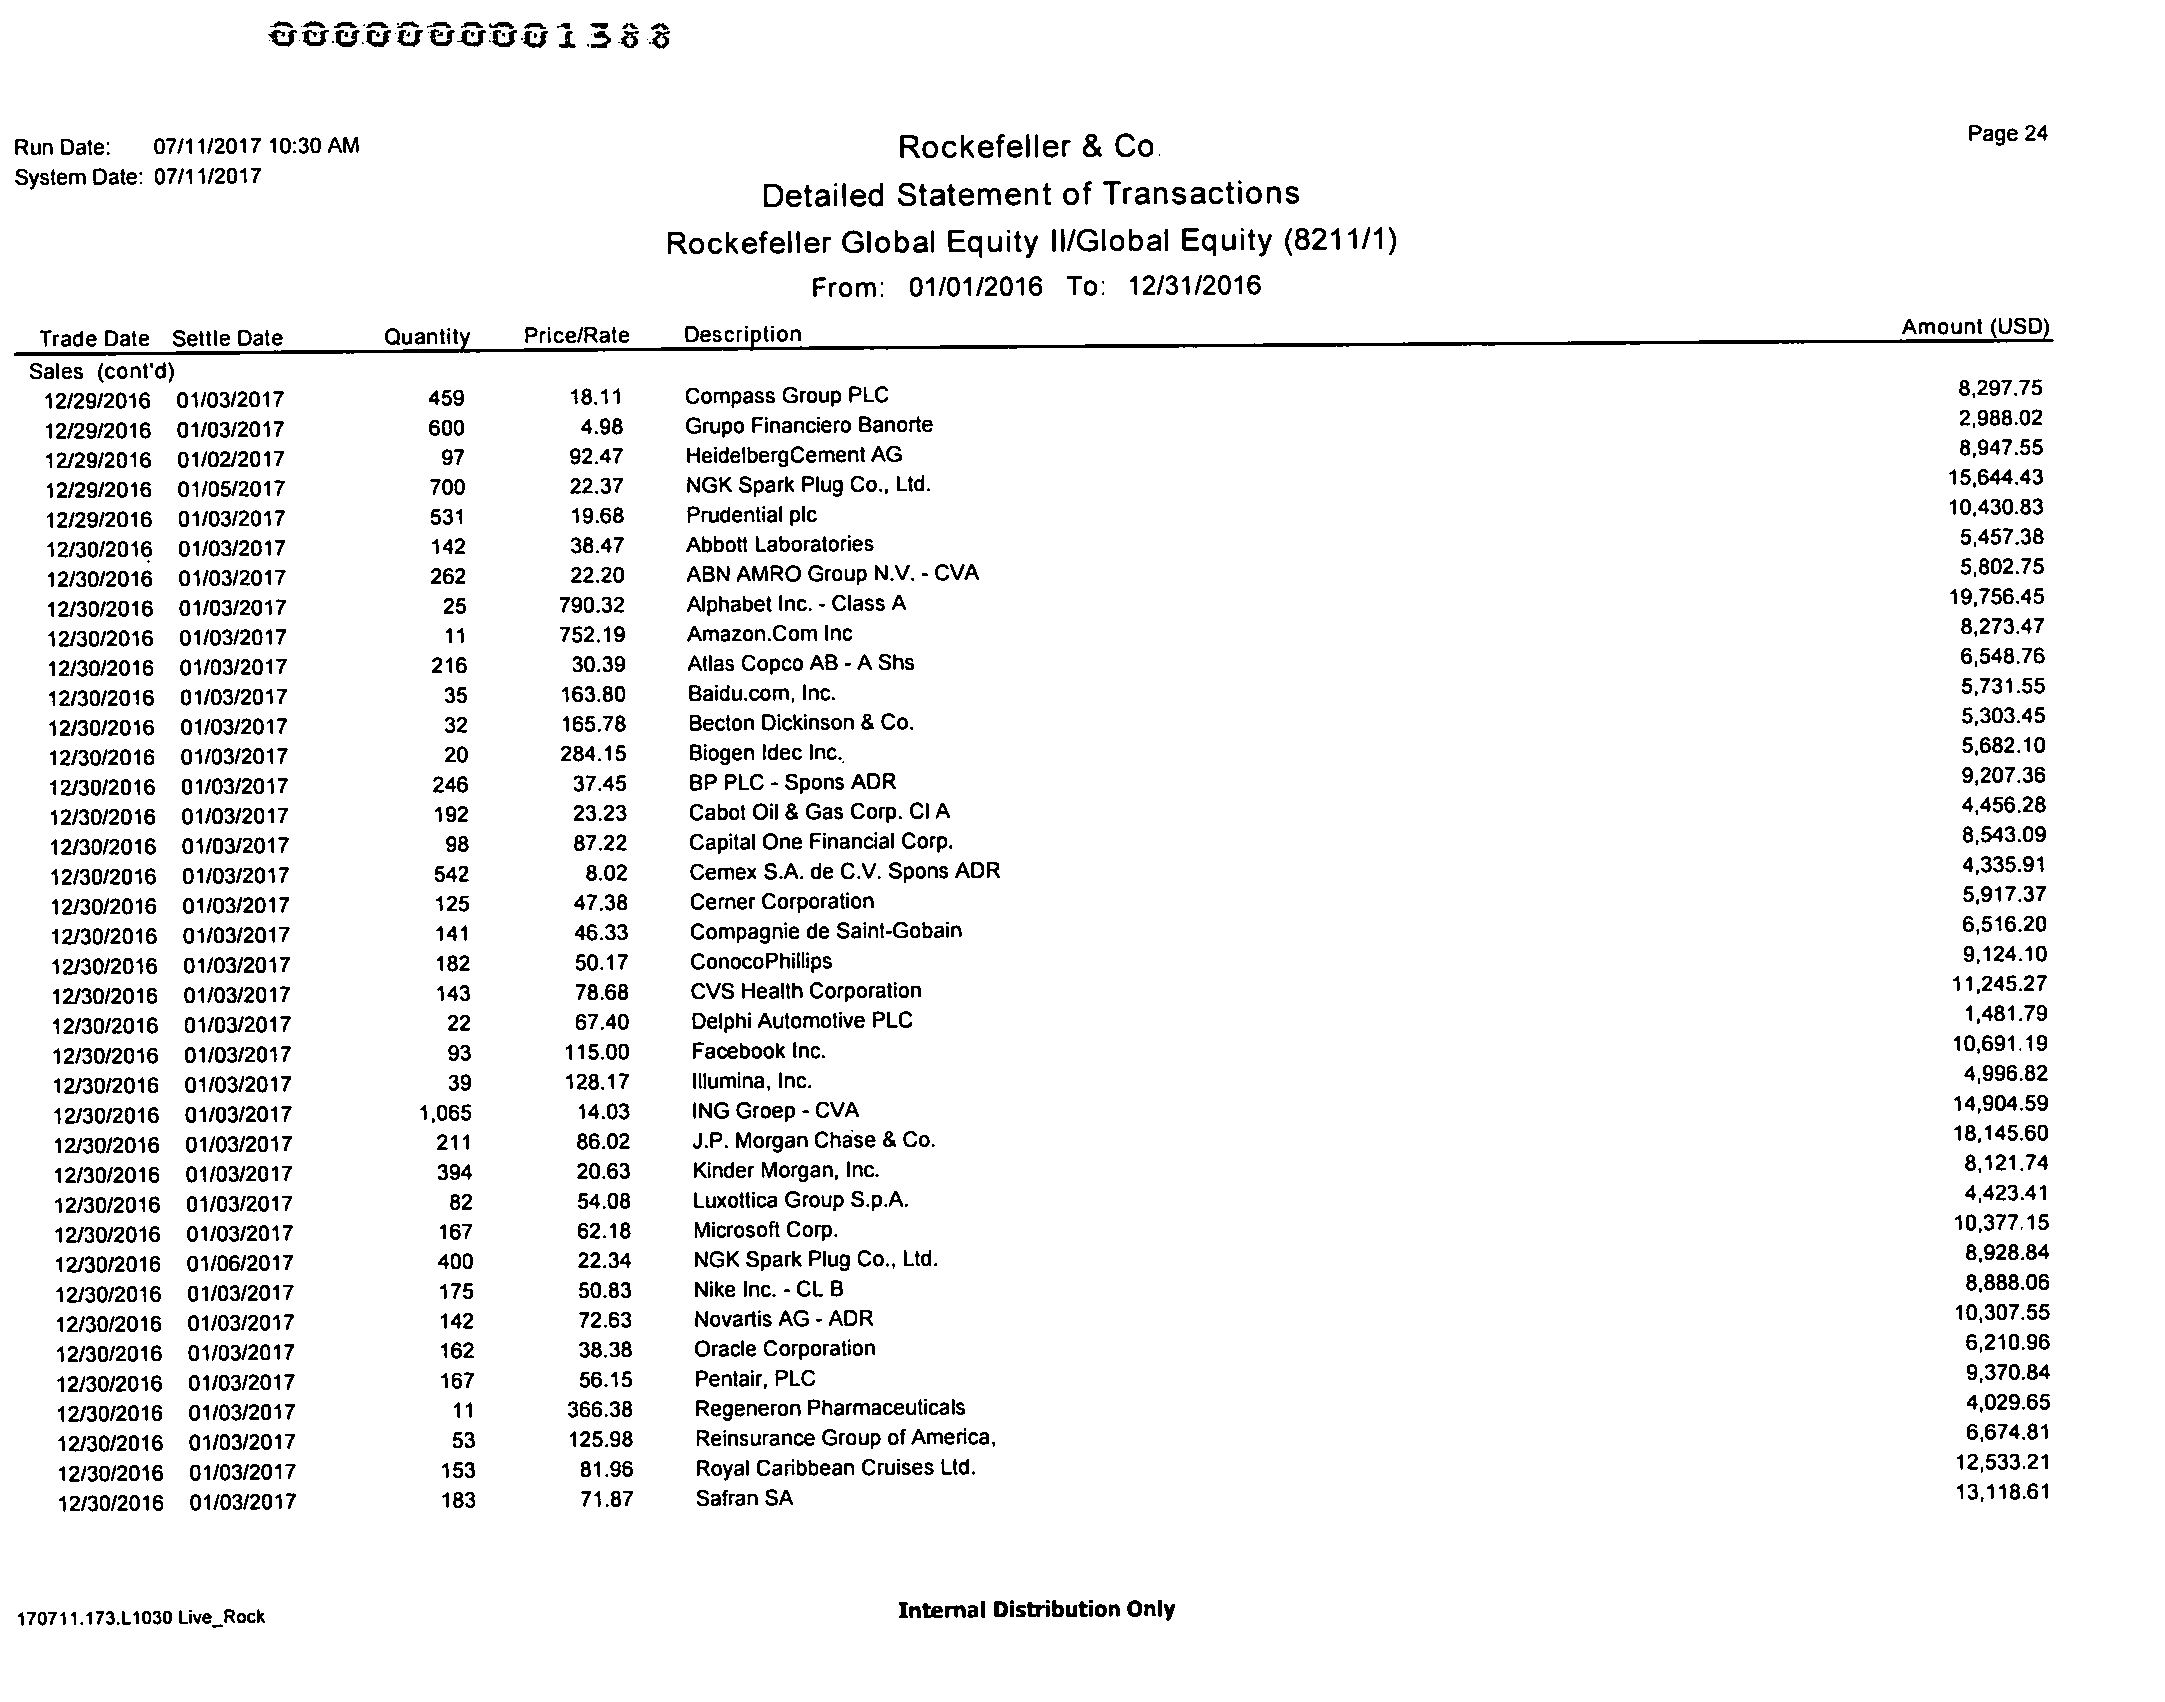 000000001388
Run Date: 07/11/2017 10:30 AM
System Date: 07/11/2017
Page 24
Rockefeller & Co.
Detailed Statement of Transactions
Rockefeller Global Equity II/Global Equity (8211/1)
From: 01/01/2016 To: 12/31/2016
Trade Date Settle Date Quantity Price/Rate Description Amount (USD)
Sales (cont'd)
12/29/2016 01/03/2017 459 18.11 Compass Group PLC 8,297.75
12/29/2016 01/03/2017 600 4.98 Grupo Financiero Banorte 2,988.02
12/29/2016 01/02/2017 97 92.47 HeidelbergCement AG 8,947.55
12/29/2016 01/05/2017 700 22.37 NGK Spark Plug Co., Ltd. 15,644.43
12/29/2016 01/03/2017 531 19.68 Prudential plc 10,430.83
12/30/2016 01/03/2017 142 38.47 Abbott Laboratories 5,457.38
12/30/2016 01/03/2017 262 22.20 ABN AMRO Group N.V. - CVA 5,802.75
12/30/2016 01/03/2017 25 790.32 Alphabet Inc. - Class A 19,756.45
12/30/2016 01/03/2017 11 752.19 Amazon.Com Inc 8,273.47
12/30/2016 01/03/2017 216 30.39 Atlas Copco AB - A Shs 6,548.76
12/30/2016 01/03/2017 35 163.80 Baidu.com, Inc. 5,731.55
12/30/2016 01/03/2017 32 165.78 Becton Dickinson & Co. 5,303.45
12/30/2016 01/03/2017 20 284.15 Biogen Idec Inc. 5,682.10
12/30/2016 01/03/2017 246 37.45 BP PLC - Spons ADR 9,207.36
12/30/2016 01/03/2017 192 23.23 Cabot Oil & Gas Corp. Cl A 4,456.28
12/30/2016 01/03/2017 98 87.22 Capital One Financial Corp. 8,543.09
12/30/2016 01/03/2017 542 8.02 Cemex S.A. de C.V. Spons ADR 4,335.91
12/30/2016 01/03/2017 125 47.38 Cerner Corporation 5,917.37
12/30/2016 01/03/2017 141 46.33 Compagnie de Saint-Gobain 6,516.20
12/30/2016 01/03/2017 182 50.17 ConocoPhillips 9,124.10
12/30/2016 01/03/2017 143 78.68 CVS Health Corporation 11,245.27
12/30/2016 01/03/2017 22 67.40 Delphi Automotive PLC 1,481.79
12/30/2016 01/03/2017 93 115.00 Facebook Inc. 10,691.19
12/30/2016 01/03/2017 39 128.17 Illumina, Inc. 4,996.82
12/30/2016 01/03/2017 1,065 14.03 ING Groep - CVA 14,904.59
12/30/2016 01/03/2017 211 86.02 J.P. Morgan Chase & Co. 18,145.60
12/30/2016 01/03/2017 394 20.63 Kinder Morgan, Inc. 8,121.74
12/30/2016 01/03/2017 82 54.08 Luxottica Group S.p.A. 4,423.41
12/30/2016 01/03/2017 167 62.18 Microsoft Corp. 10,377.15
12/30/2016 01/06/2017 400 22.34 NGK Spark Plug Co., Ltd. 8,928.84
12/30/2016 01/03/2017 175 50.83 Nike Inc. - CL B 8,888.06
12/30/2016 01/03/2017 142 72.63 Novartis AG - ADR 10,307.55
12/30/2016 01/03/2017 162 38.38 Oracle Corporation 6,210.96
12/30/2016 01/03/2017 167 56.15 Pentair, PLC 9,370.84
12/30/2016 01/03/2017 11 366.38 Regeneron Pharmaceuticals 4,029.65
12/30/2016 01/03/2017 53 125.98 Reinsurance Group of America, 6,674.81
12/30/2016 01/03/2017 153 81.96 Royal Caribbean Cruises Ltd. 12,533.21
12/30/2016 01/03/2017 183 71.87 Safran SA 13,118.61
170711.173.L1030 Live_Rock
Internal Distribution Only